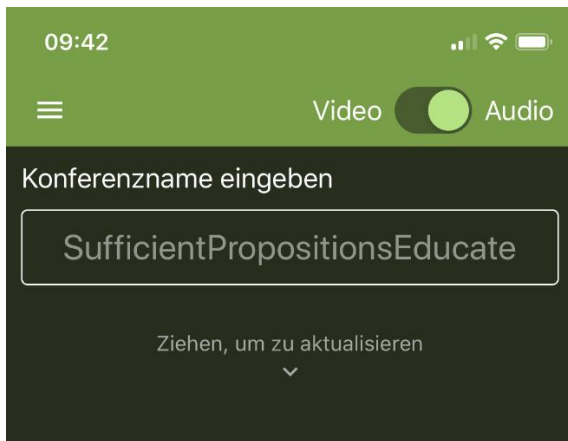 09:42
Video Audio
Konferenzname eingeben
SufficientPropositionsEducate
Ziehen, um zu aktualisieren